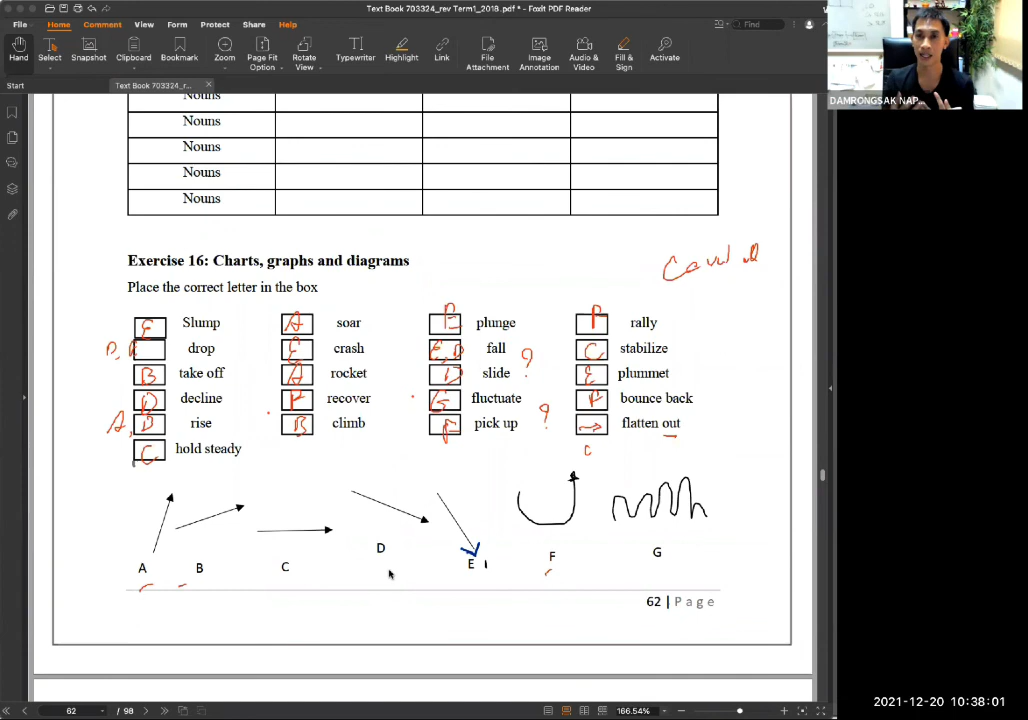 Text Book 703324_rev Term1_2018.pdf * - Foxit PDF Reader
File Home Comment View Form Protect Share Help Find
Hand Select Snapshot Clipboard Bookmark Zoom Page Fit Option Rotate View Typewriter Highlight Link File Attachment Image Annotation Audio & Video Fill & Sign Activate
DAMRONGSAK NAP...
Start Text Book 703324_rev Term1_2018.p...
Nouns
Nouns
Nouns
Nouns
Nouns
Exercise 16: Charts, graphs and diagrams
Place the correct letter in the box
E Slump A soar E plunge F rally
D, E drop E crash E, D fall ? C stabilize
B take off A rocket D slide E plummet
D decline F recover G fluctuate F bounce back
A, B rise B climb F pick up ? flatten out
C hold steady C
A B C D E F G
62 | Page
62 / 98 166.54%
2021-12-20 10:38:01